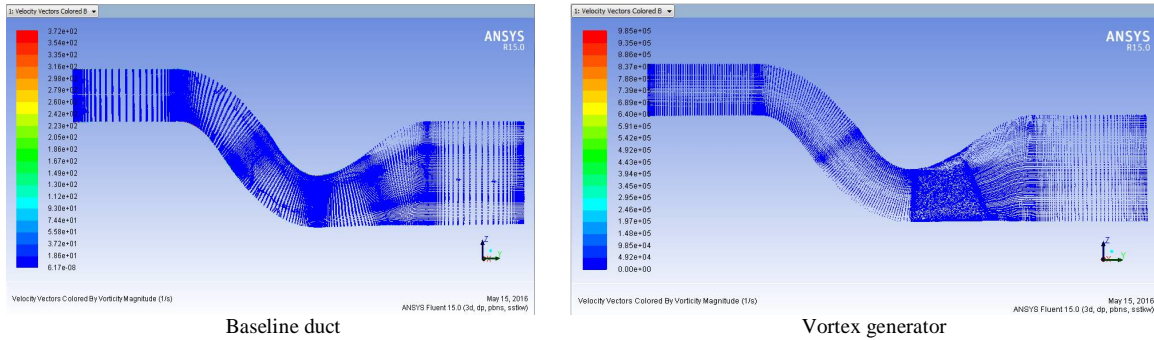 1: Velocity Vectors Colored B
ANSYS
R15.0
3.72e+02
3.54e+02
3.35e+02
3.16e+02
2.98e+02
2.79e+02
2.60e+02
2.42e+02
2.23e+02
2.05e+02
1.86e+02
1.67e+02
1.49e+02
1.30e+02
1.12e+02
9.30e+01
7.44e+01
5.58e+01
3.72e+01
1.86e+01
6.17e-08
Z
Y
X
Velocity Vectors Colored By Vorticity Magnitude (1/s)
May 15, 2016
ANSYS Fluent 15.0 (3d, dp, pbns, sstkw)
Baseline duct
1: Velocity Vectors Colored B
ANSYS
R15.0
9.85e+05
9.35e+05
8.86e+05
8.37e+05
7.88e+05
7.39e+05
6.89e+05
6.40e+05
5.91e+05
5.42e+05
4.92e+05
4.43e+05
3.94e+05
3.45e+05
2.95e+05
2.46e+05
1.97e+05
1.48e+05
9.85e+04
4.92e+04
0.00e+00
Z
Y
X
Velocity Vectors Colored By Vorticity Magnitude (1/s)
May 15, 2016
ANSYS Fluent 15.0 (3d, dp, pbns, sstkw)
Vortex generator